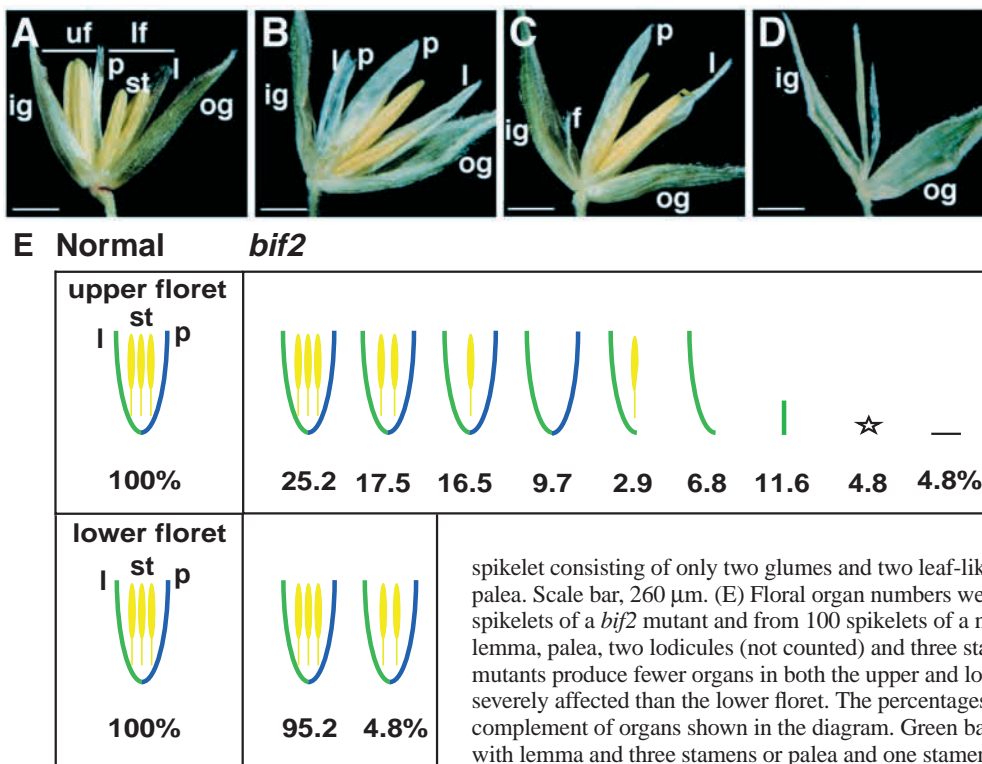 A uf lf p st l ig og
B l p p l ig og
C p l ig f og
D ig og
E Normal bif2
upper floret
l st p
100% 25.2 17.5 16.5 9.7 2.9 6.8 11.6 4.8 4.8%
lower floret
l st p
100% 95.2 4.8%
spikelet consisting of only two glumes and two leaf-lik
palea. Scale bar, 260 μm. (E) Floral organ numbers we
spikelets of a bif2 mutant and from 100 spikelets of a n
lemma, palea, two lodicules (not counted) and three sta
mutants produce fewer organs in both the upper and lo
severely affected than the lower floret. The percentages
complement of organs shown in the diagram. Green ba
with lemma and three stamens or palea and one stamen